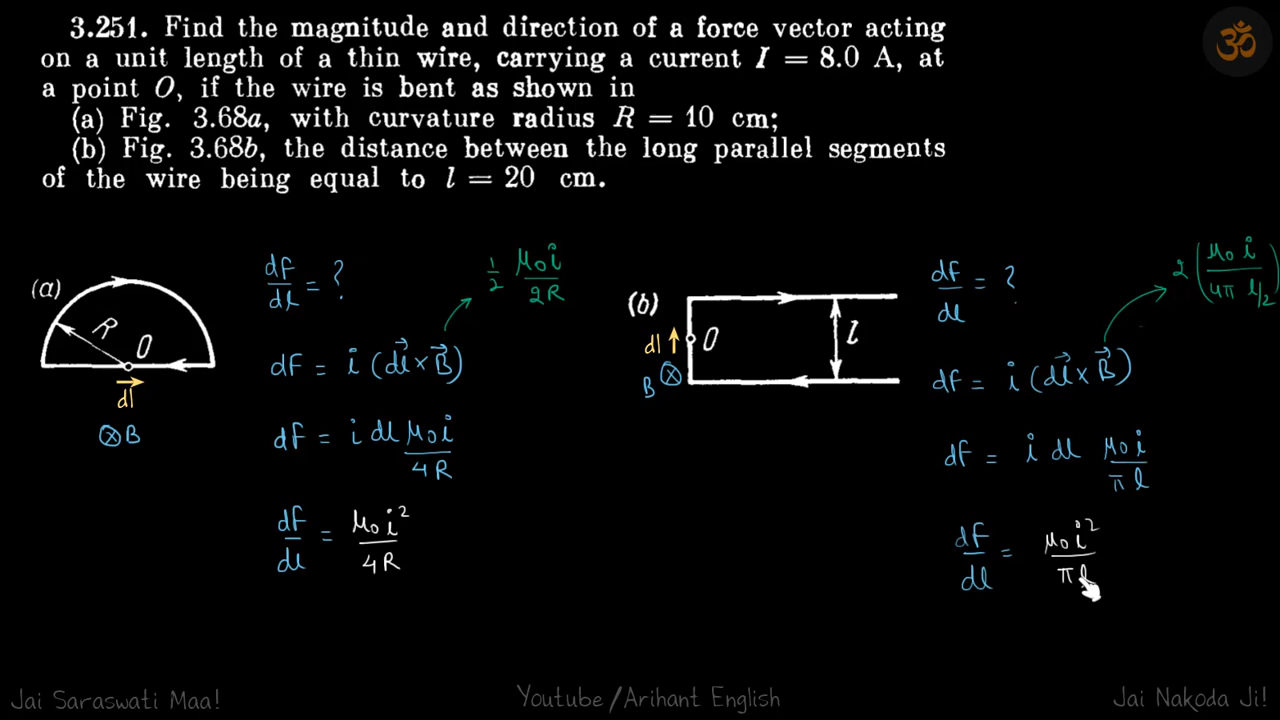 ॐ
3.251. Find the magnitude and direction of a force vector acting
on a unit length of a thin wire, carrying a current I = 8.0 A, at
a point O, if the wire is bent as shown in
(a) Fig. 3.68a, with curvature radius R = 10 cm;
(b) Fig. 3.68b, the distance between the long parallel segments
of the wire being equal to l = 20 cm.
(a)
R
O
dl
⊗B
df/dl = ?
1/2 μ₀i/2R
df = i (dl⃗ × B⃗)
df = i dl μ₀i/4R
df/dl = μ₀i²/4R
(b)
dl
O
l
B ⊗
df/dl = ?
2 (μ₀ i/4π l/2)
df = i (dl⃗ × B⃗)
df = i dl μ₀i/πl
df/dl = μ₀i²/πl
Jai Saraswati Maa!
Youtube/Arihant English
Jai Nakoda Ji!